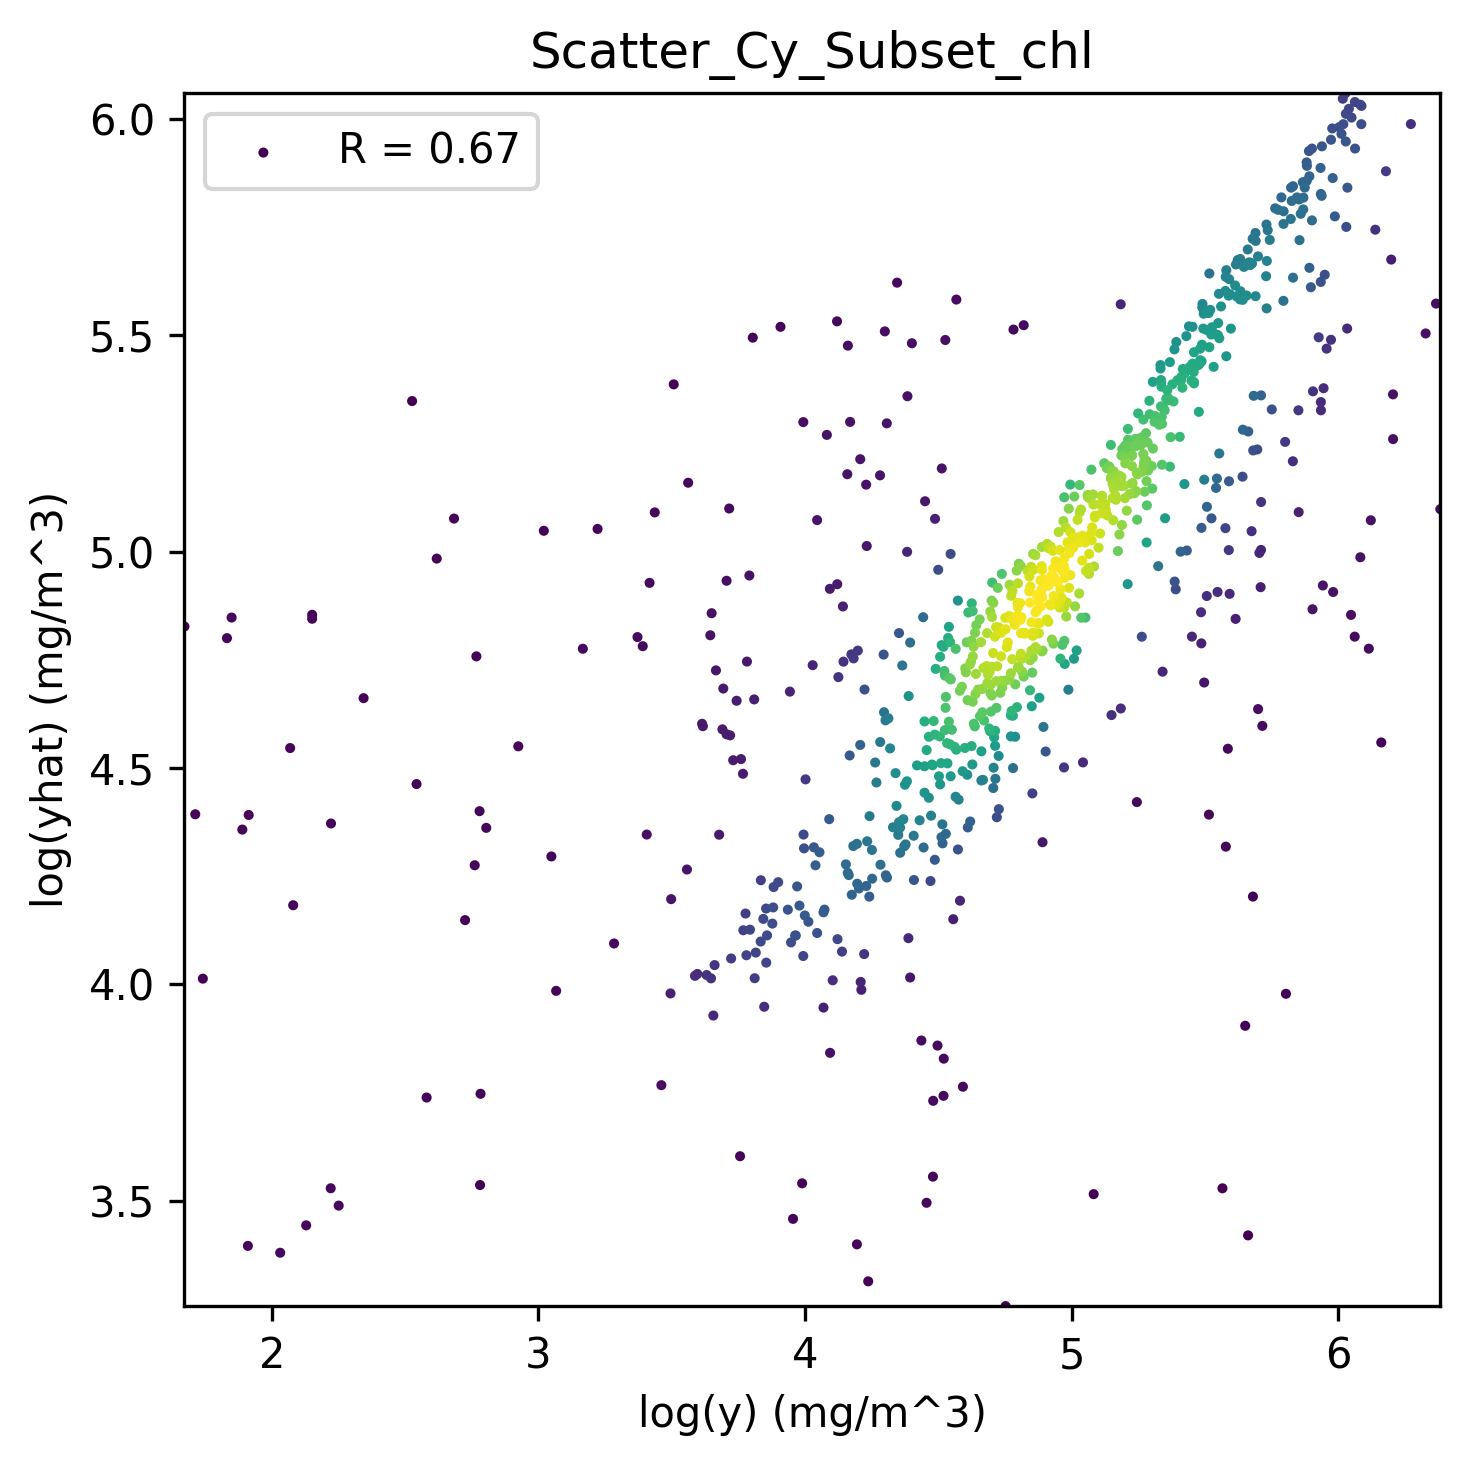 Scatter_Cy_Subset_chl
R = 0.67
6.0
5.5
5.0
4.5
4.0
3.5
log(yhat) (mg/m^3)
2 3 4 5 6
log(y) (mg/m^3)